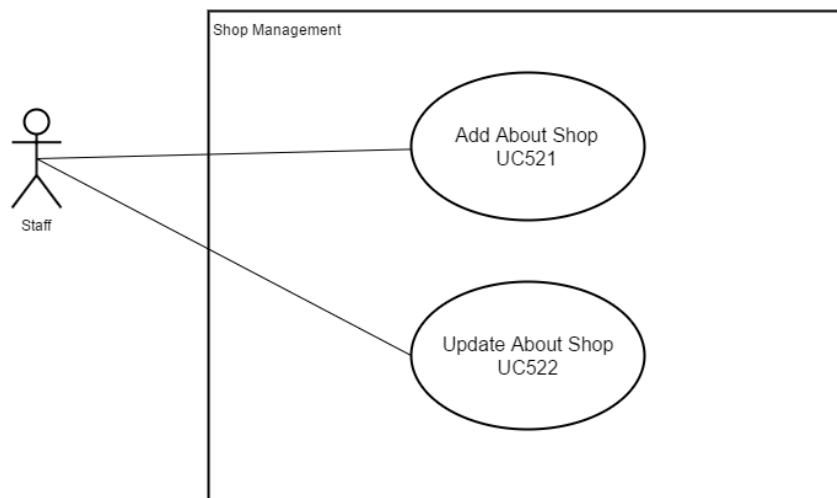 Shop Management
Add About Shop
UC521
Staff
Update About Shop
UC522